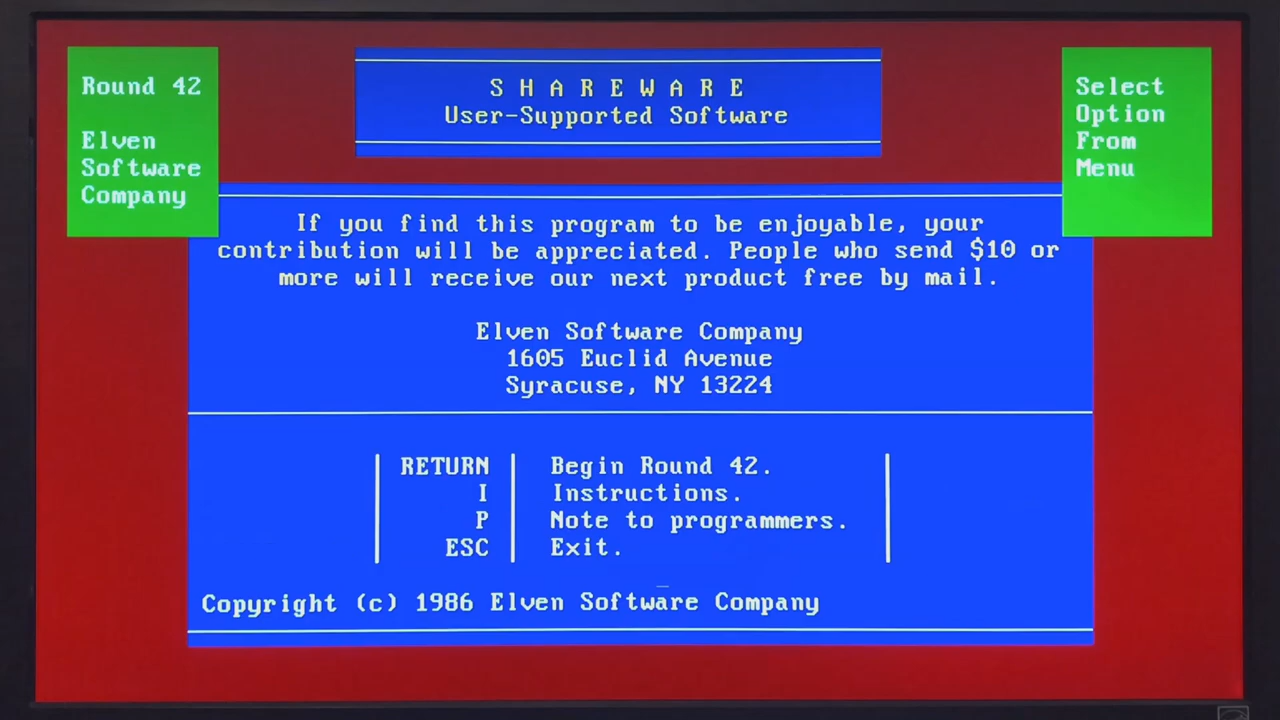 Round 42
Elven
Software
Company
S H A R E W A R E
User-Supported Software
Select
Option
From
Menu
If you find this program to be enjoyable, your
contribution will be appreciated. People who send $10 or
more will receive our next product free by mail.
Elven Software Company
1605 Euclid Avenue
Syracuse, NY 13224
RETURN Begin Round 42.
I Instructions.
P Note to programmers.
ESC Exit.
Copyright (c) 1986 Elven Software Company